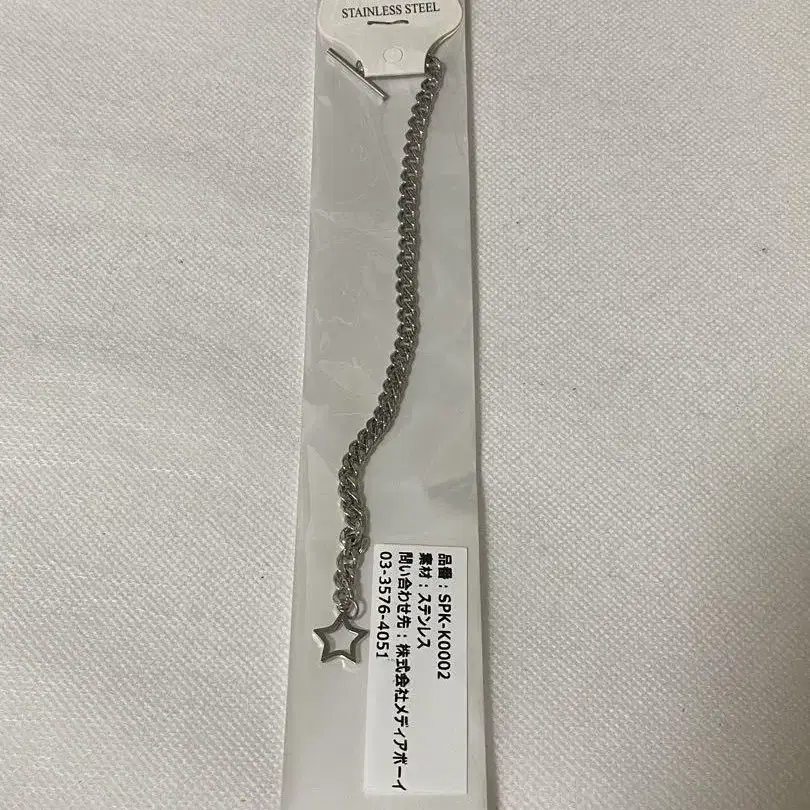 STAINLESS STEEL
品番：SPK-K0002
素材：ステンレス
問い合わせ先：株式会社メディアボーイ
03-3576-4051